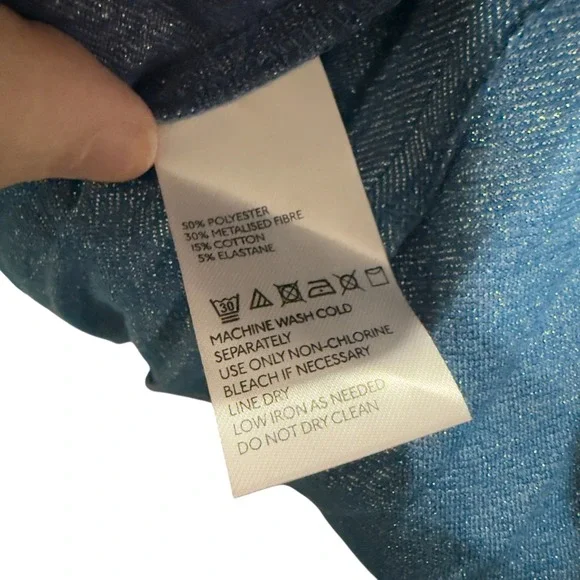 50% POLYESTER
30% METALISED FIBRE
15% COTTON
5% ELASTANE
30
MACHINE WASH COLD
SEPARATELY
USE ONLY NON-CHLORINE
BLEACH IF NECESSARY
LINE DRY
LOW IRON AS NEEDED
DO NOT DRY CLEAN